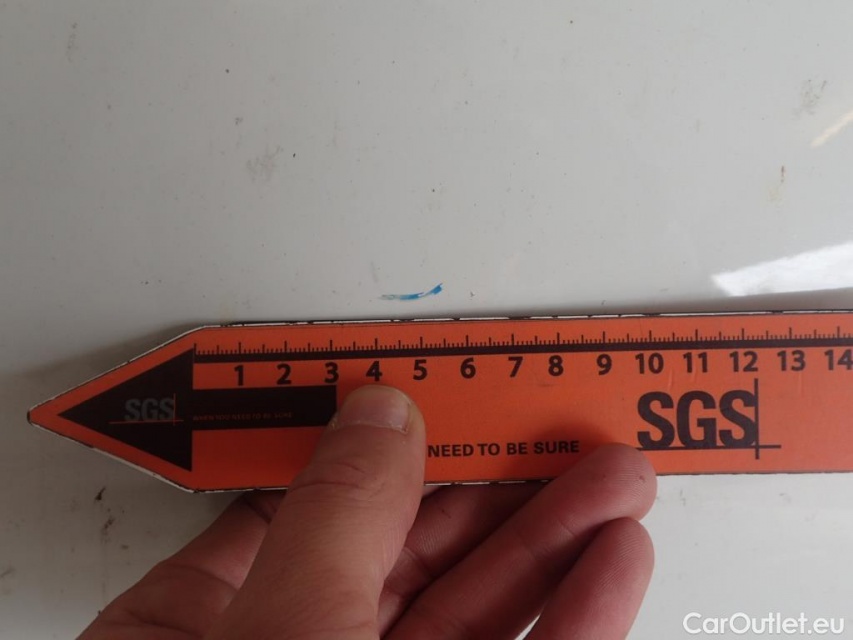 1 2 3 4 5 6 7 8 9 10 11 12 13 14
SGS
SGS
NEED TO BE SURE
CarOutlet.eu